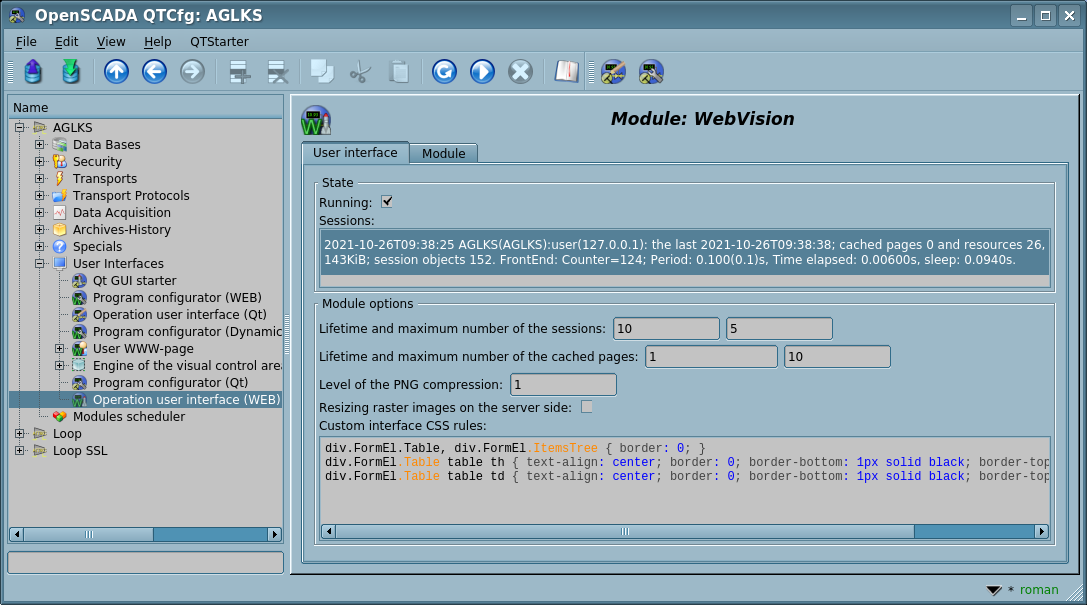 OpenSCADA QTCfg: AGLKS
File Edit View Help QTStarter
Name
AGLKS
Data Bases
Security
Transports
Transport Protocols
Data Acquisition
Archives-History
Specials
User Interfaces
Qt GUI starter
Program configurator (WEB)
Operation user interface (Qt)
Program configurator (Dynamic
User WWW-page
Engine of the visual control area
Program configurator (Qt)
Operation user interface (WEB)
Modules scheduler
Loop
Loop SSL
Module: WebVision
User interface Module
State
Running:
Sessions:
2021-10-26T09:38:25 AGLKS(AGLKS):user(127.0.0.1): the last 2021-10-26T09:38:38; cached pages 0 and resources 26,
143KiB; session objects 152. FrontEnd: Counter=124; Period: 0.100(0.1)s, Time elapsed: 0.00600s, sleep: 0.0940s.
Module options
Lifetime and maximum number of the sessions: 10 5
Lifetime and maximum number of the cached pages: 1 10
Level of the PNG compression: 1
Resizing raster images on the server side:
Custom interface CSS rules:
div.FormEl.Table, div.FormEl.ItemsTree { border: 0; }
div.FormEl.Table table th { text-align: center; border: 0; border-bottom: 1px solid black; border-top
div.FormEl.Table table td { text-align: center; border: 0; border-bottom: 1px solid black; border-top
* roman